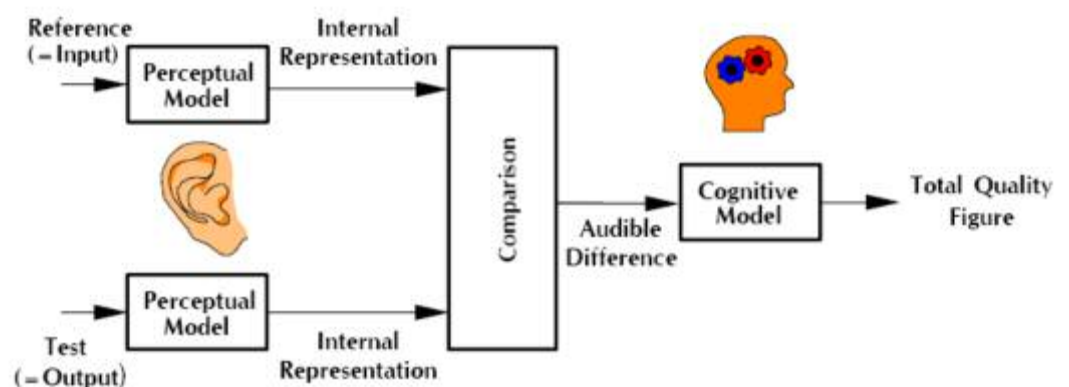 Reference
(=Input)
Perceptual
Model
Internal
Representation
Comparison
Audible
Difference
Cognitive
Model
Total Quality
Figure
Perceptual
Model
Test
(=Output)
Internal
Representation